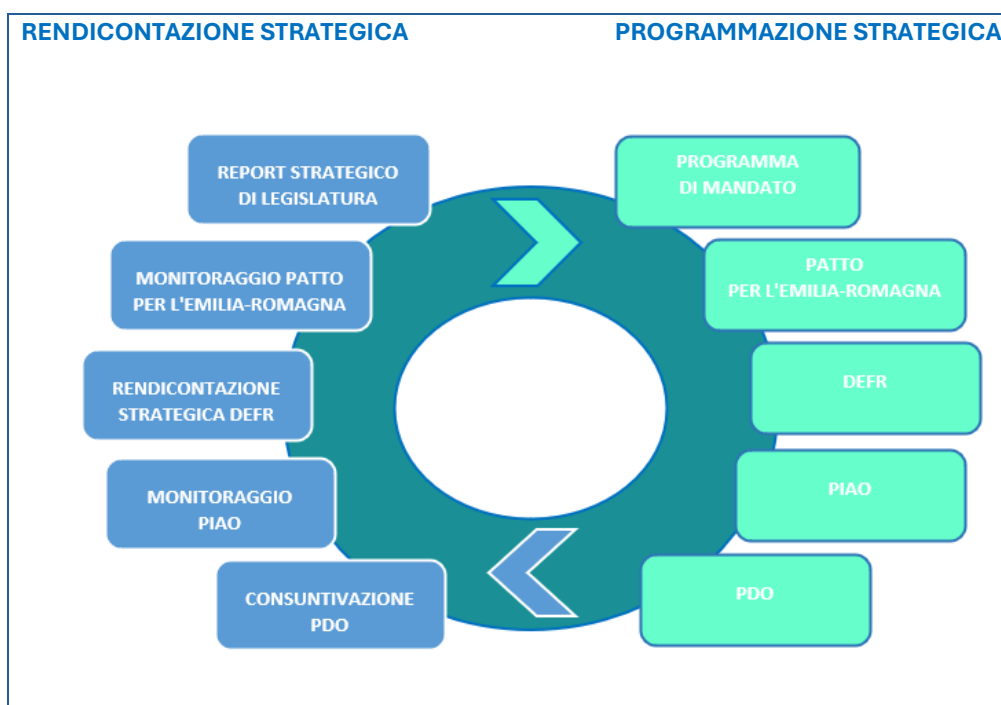 RENDICONTAZIONE STRATEGICA
PROGRAMMAZIONE STRATEGICA
REPORT STRATEGICO
DI LEGISLATURA
MONITORAGGIO PATTO
PER L'EMILIA-ROMAGNA
RENDICONTAZIONE
STRATEGICA DEFR
MONITORAGGIO
PIAO
CONSUNTIVAZIONE
PDO
PROGRAMMA
DI MANDATO
PATTO
PER L'EMILIA-ROMAGNA
DEFR
PIAO
PDO